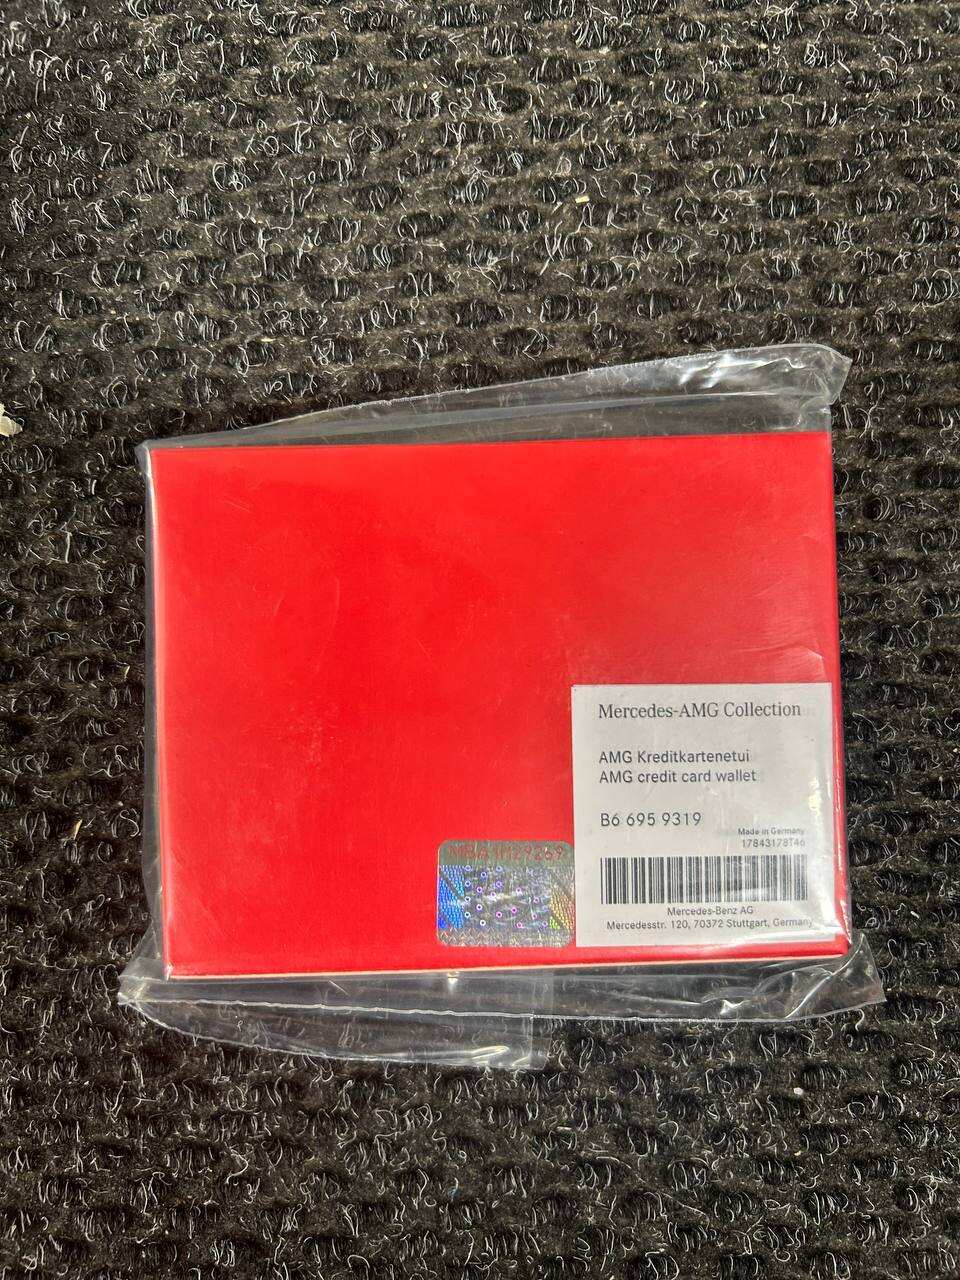 Mercedes-AMG Collection
AMG Kreditkartenetui
AMG credit card wallet
B6 695 9319
Made in Germany
Mercedes-Benz AG
Mercedesstr. 120, 70372 Stuttgart, Germany